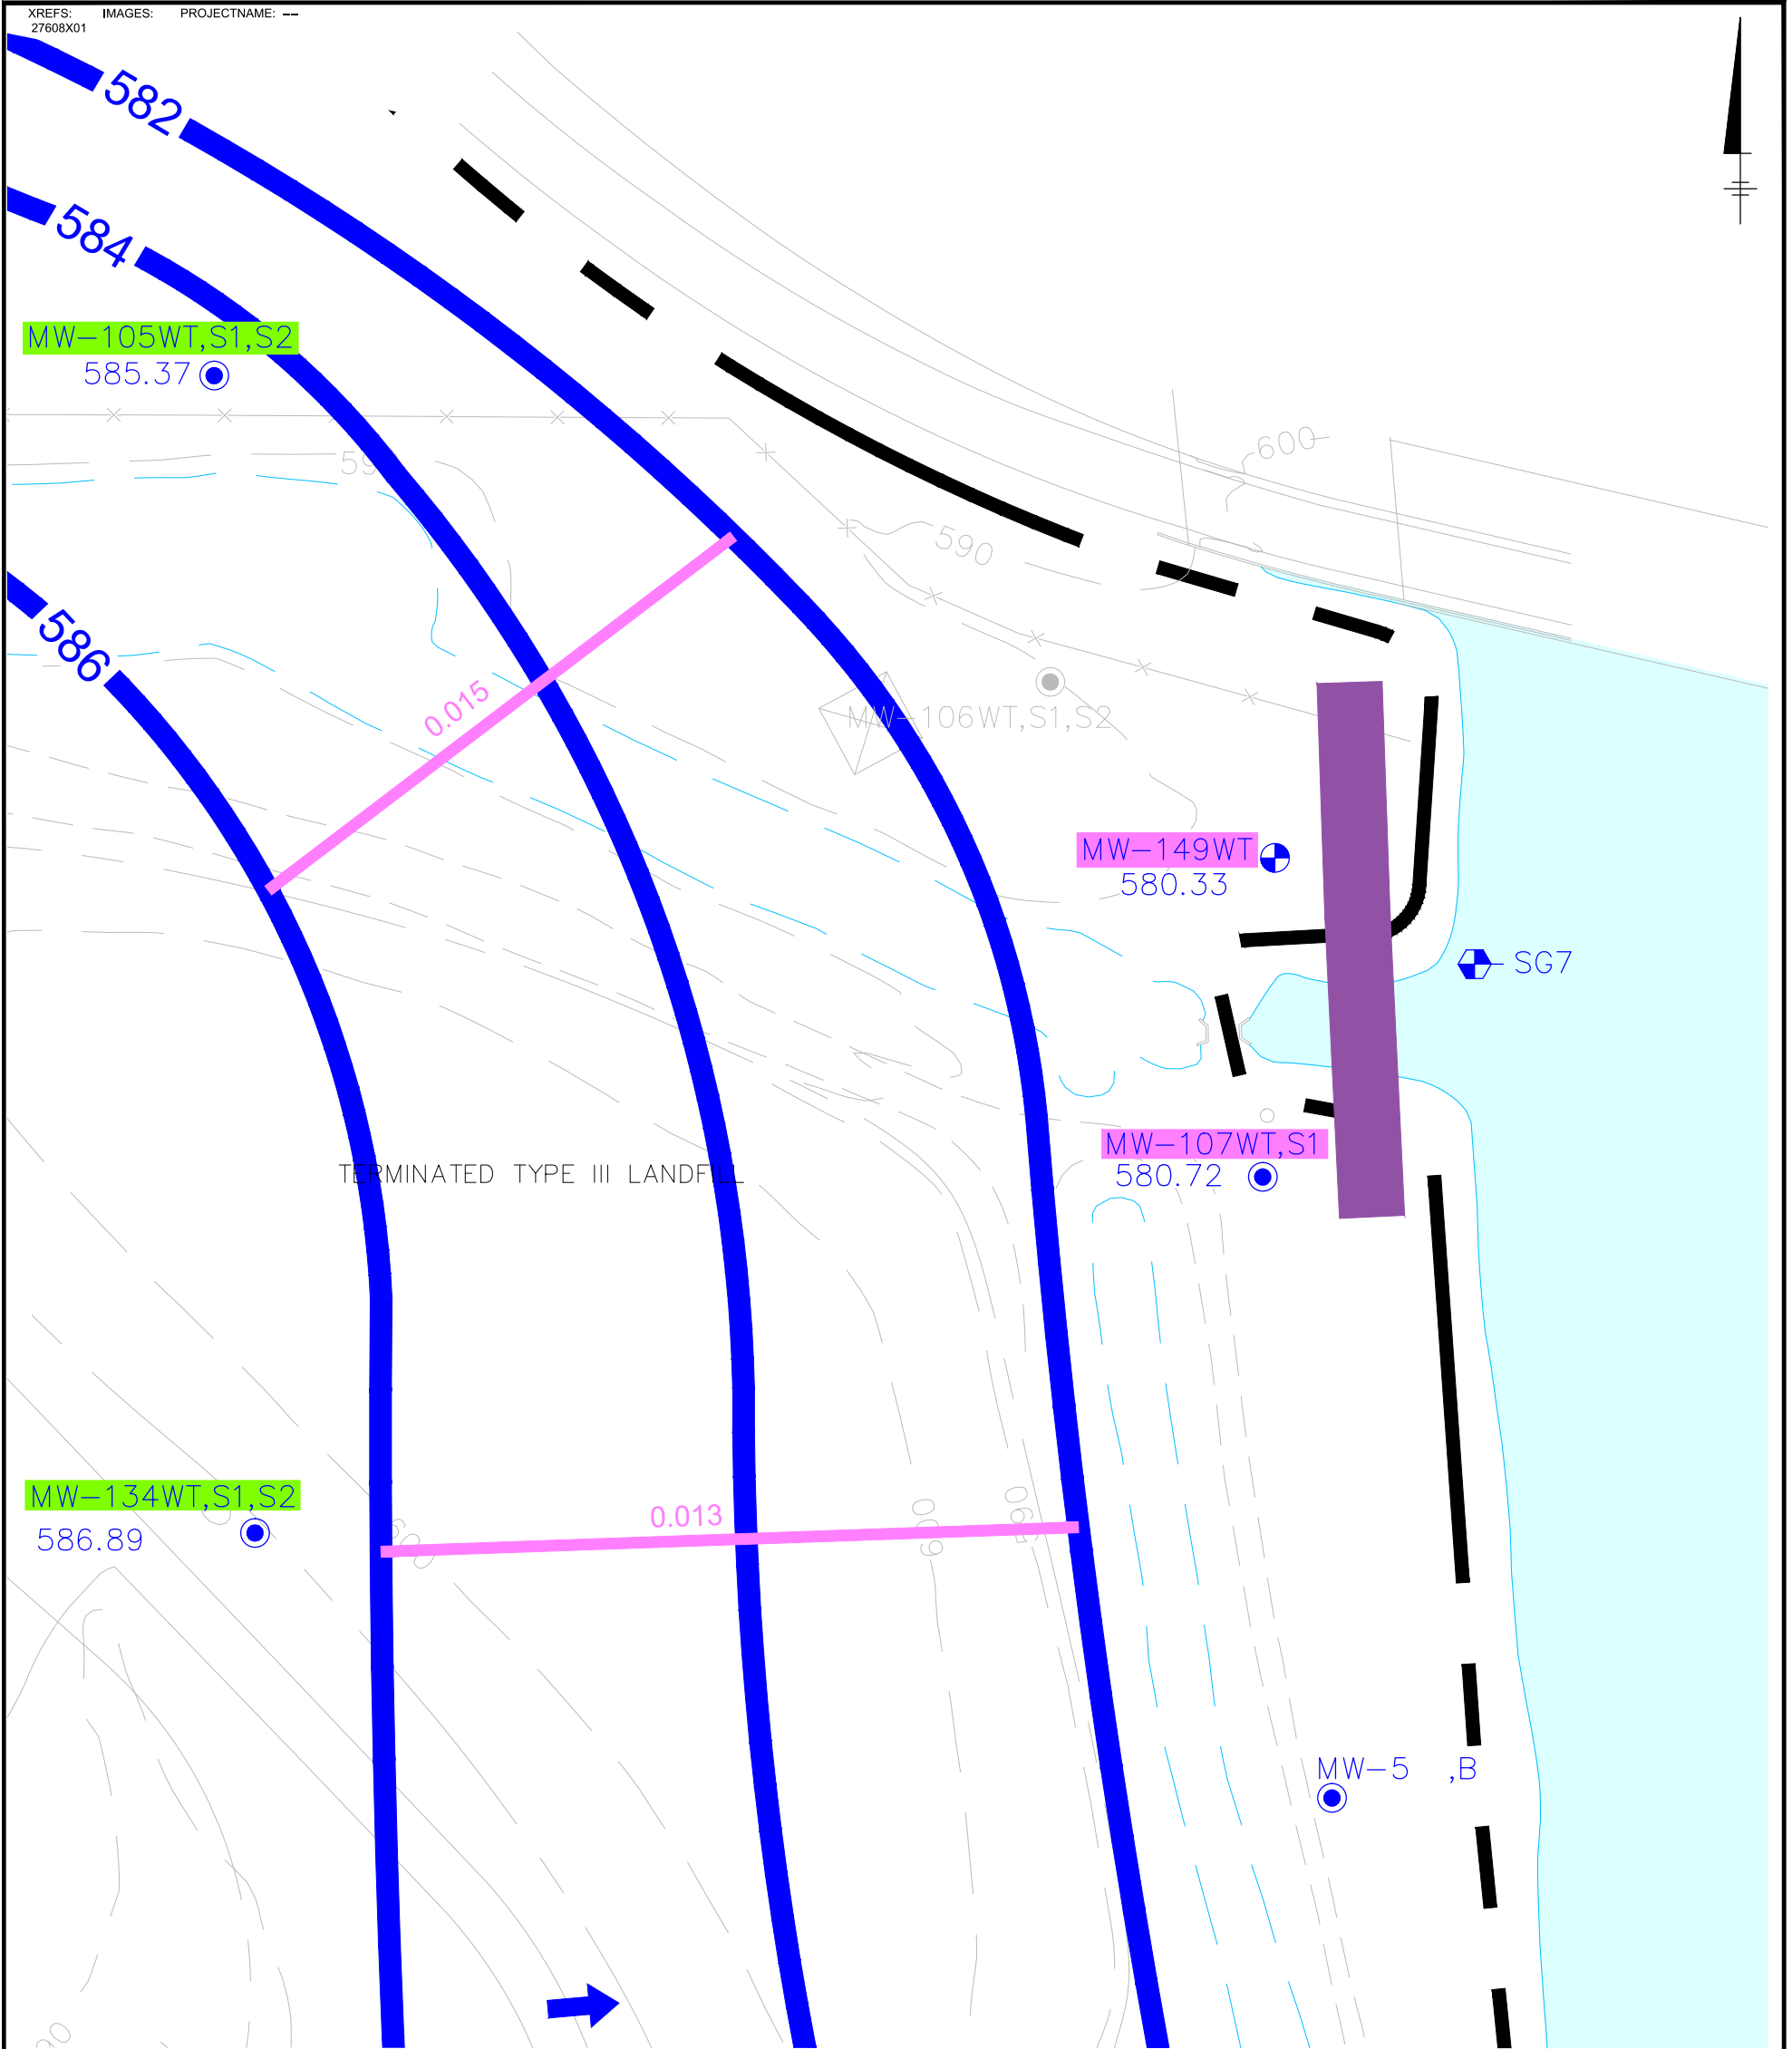 XREFS: IMAGES: PROJECTNAME: --
27608X01
582
584
MW-105WT,S1,S2
585.37
600
59
590
586
0.015
MW-106WT,S1,S2
MW-149WT
580.33
SG7
MW-107WT,S1
580.72
TERMINATED TYPE III LANDFILL
MW-134WT,S1,S2
586.89
0.013
MW-5 ,B